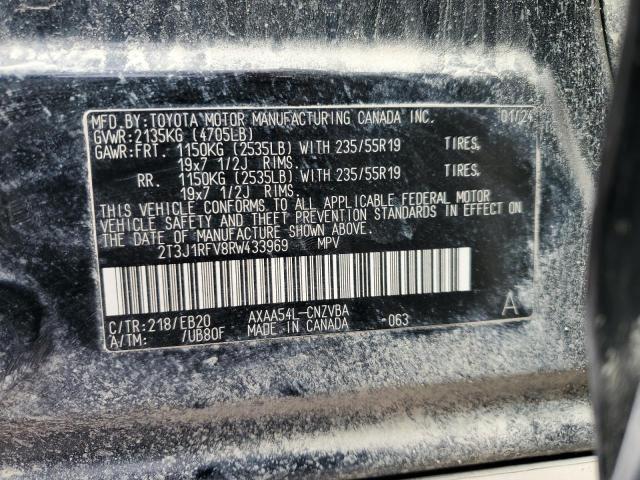 MFD.BY:TOYOTA MOTOR MANUFACTURING CANADA INC. 01/24
GVWR:2135KG (4705LB)
GAWR:FRT. 1150KG (2535LB) WITH 235/55R19 TIRES.
19x7 1/2J RIMS.
RR. 1150KG (2535LB) WITH 235/55R19 TIRES.
19x7 1/2J RIMS.
THIS VEHICLE CONFORMS TO ALL APPLICABLE FEDERAL MOTOR
VEHICLE SAFETY AND THEFT PREVENTION STANDARDS IN EFFECT ON
DATE OF MANUFACTURE SHOWN ABOVE.
2T3J1RFV8RW433969 MPV
C/TR:218/EB20 AXAA54L-CNZVBA A
A/TM: /UB80F MADE IN CANADA -063